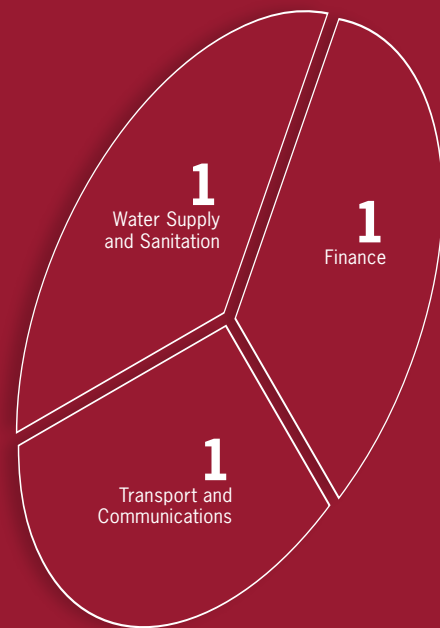 1
Water Supply
and Sanitation
1
Finance
1
Transport and
Communications